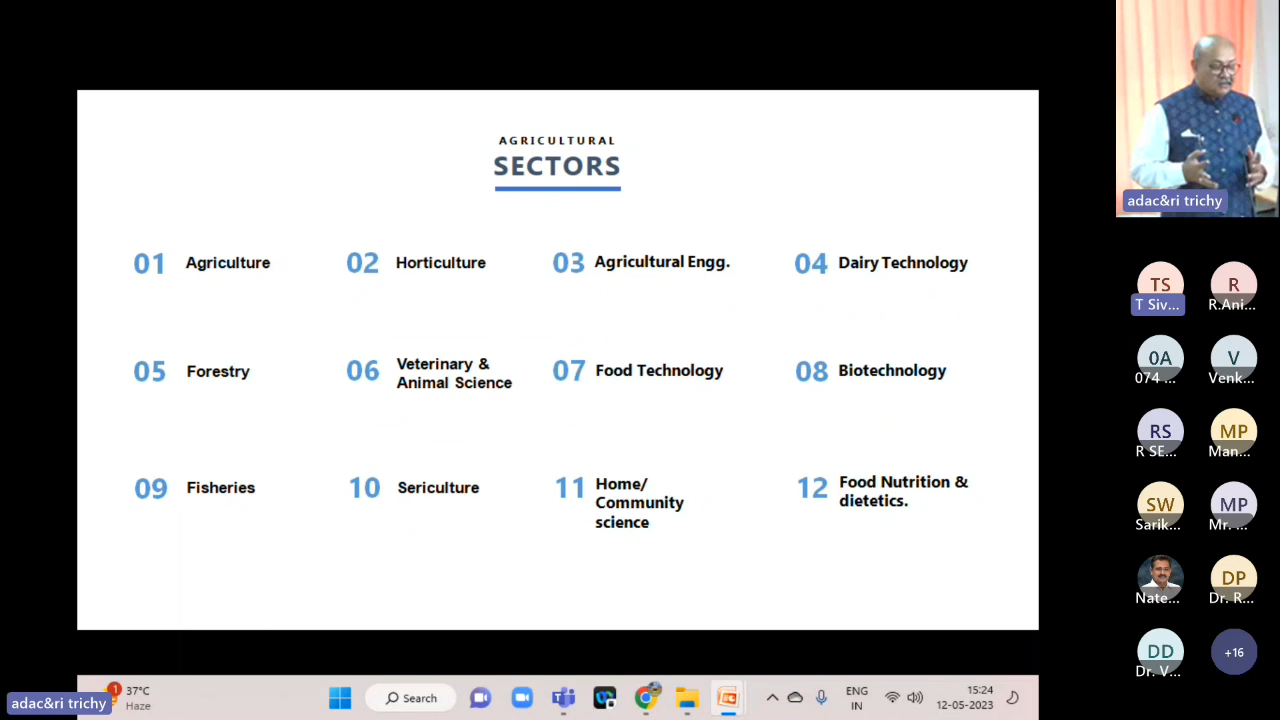 AGRICULTURAL
SECTORS
01 Agriculture
02 Horticulture
03 Agricultural Engg.
04 Dairy Technology
05 Forestry
06 Veterinary &
Animal Science
07 Food Technology
08 Biotechnology
09 Fisheries
10 Sericulture
11 Home/
Community
science
12 Food Nutrition &
dietetics.
adac&ri trichy
TS
T Siv...
R
R.Ani...
0A
074 ...
V
Venk...
RS
R SE...
MP
Man...
SW
Sarik...
MP
Mr. ...
Nate...
DP
Dr. R...
DD
Dr. V...
+16
adac&ri trichy
1
37°C
Haze
Search
ENG
IN
15:24
12-05-2023